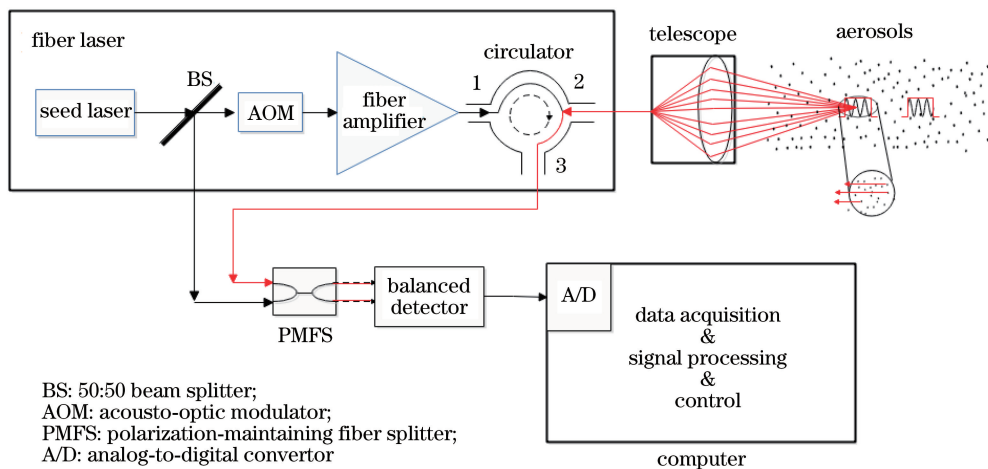 fiber laser
seed laser
BS
AOM
fiber
amplifier
circulator
1
2
3
telescope
aerosols
PMFS
balanced
detector
A/D
data acquisition
&
signal processing
&
control
computer
BS: 50:50 beam splitter;
AOM: acousto-optic modulator;
PMFS: polarization-maintaining fiber splitter;
A/D: analog-to-digital convertor